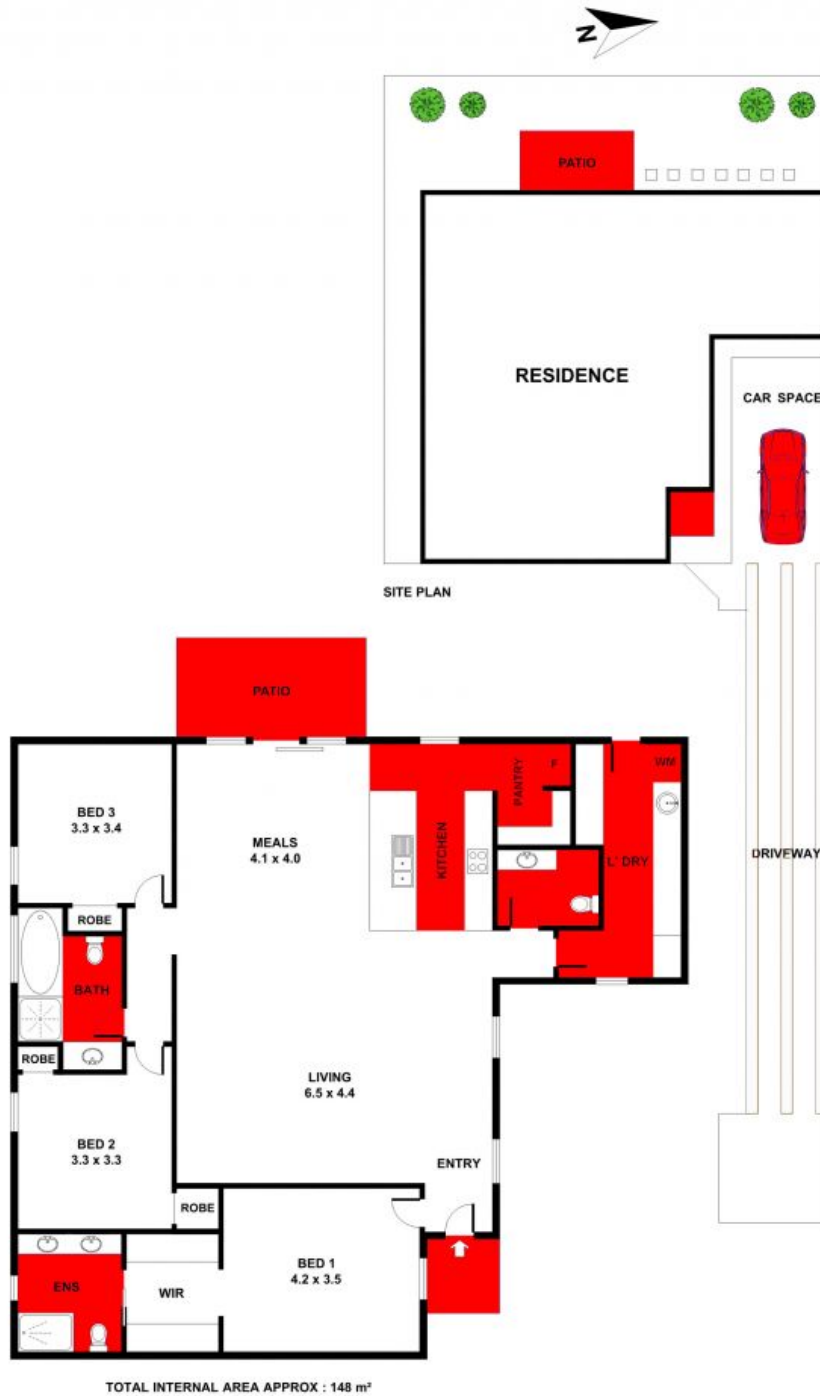 N
PATIO
RESIDENCE
CAR SPACE
SITE PLAN
DRIVEWAY
PATIO
BED 3
3.3 x 3.4
MEALS
4.1 x 4.0
KITCHEN
PANTRY
F
WM
L' DRY
ROBE
BATH
ROBE
LIVING
6.5 x 4.4
BED 2
3.3 x 3.3
ENTRY
ROBE
BED 1
4.2 x 3.5
ENS
WIR
TOTAL INTERNAL AREA APPROX : 148 m²